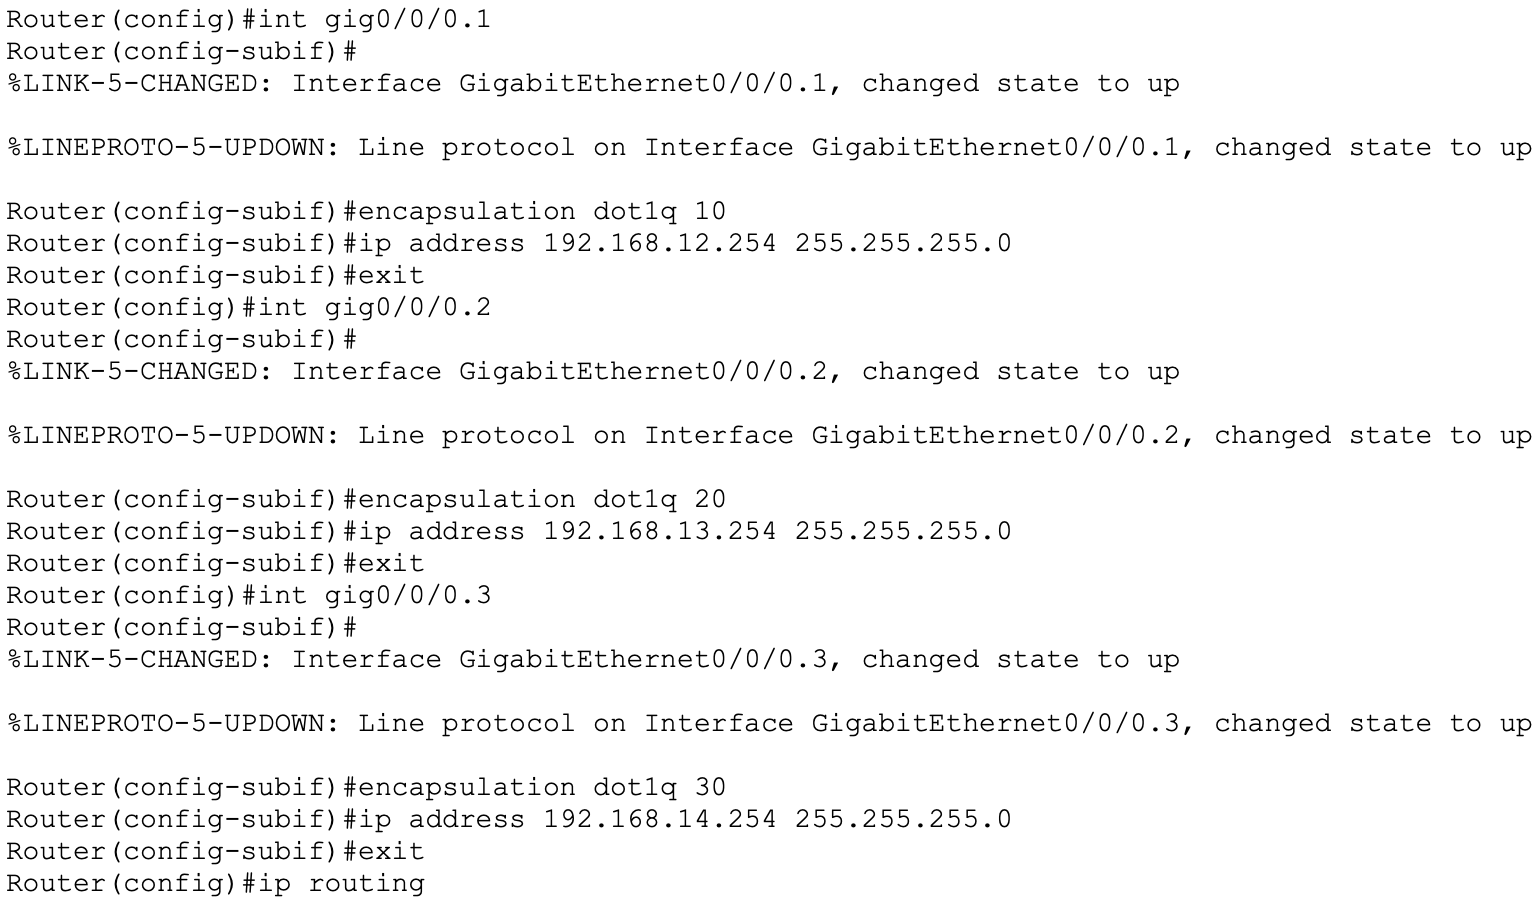 Router(config)#int gig0/0/0.1
Router(config-subif)#
%LINK-5-CHANGED: Interface GigabitEthernet0/0/0.1, changed state to up
%LINEPROTO-5-UPDOWN: Line protocol on Interface GigabitEthernet0/0/0.1, changed state to up
Router(config-subif)#encapsulation dot1q 10
Router(config-subif)#ip address 192.168.12.254 255.255.255.0
Router(config-subif)#exit
Router(config)#int gig0/0/0.2
Router(config-subif)#
%LINK-5-CHANGED: Interface GigabitEthernet0/0/0.2, changed state to up
%LINEPROTO-5-UPDOWN: Line protocol on Interface GigabitEthernet0/0/0.2, changed state to up
Router(config-subif)#encapsulation dot1q 20
Router(config-subif)#ip address 192.168.13.254 255.255.255.0
Router(config-subif)#exit
Router(config)#int gig0/0/0.3
Router(config-subif)#
%LINK-5-CHANGED: Interface GigabitEthernet0/0/0.3, changed state to up
%LINEPROTO-5-UPDOWN: Line protocol on Interface GigabitEthernet0/0/0.3, changed state to up
Router(config-subif)#encapsulation dot1q 30
Router(config-subif)#ip address 192.168.14.254 255.255.255.0
Router(config-subif)#exit
Router(config)#ip routing